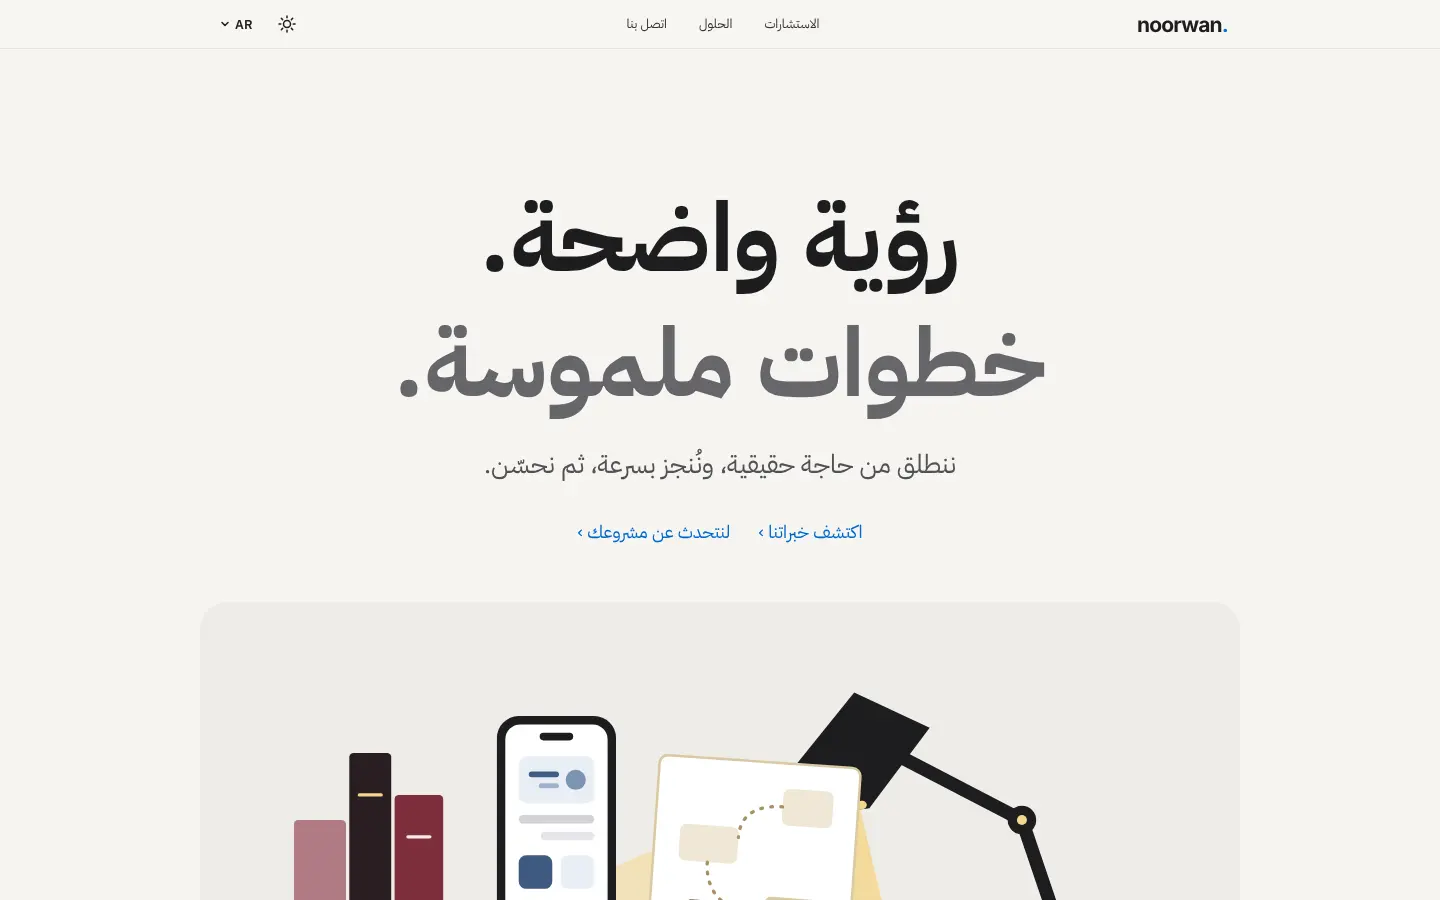 noorwan.
الاستشارات
الحلول
اتصل بنا
AR
رؤية واضحة.
خطوات ملموسة.
ننطلق من حاجة حقيقية، ونُنجز بسرعة، ثم نحسّن.
اكتشف خبراتنا ›
لنتحدث عن مشروعك ›